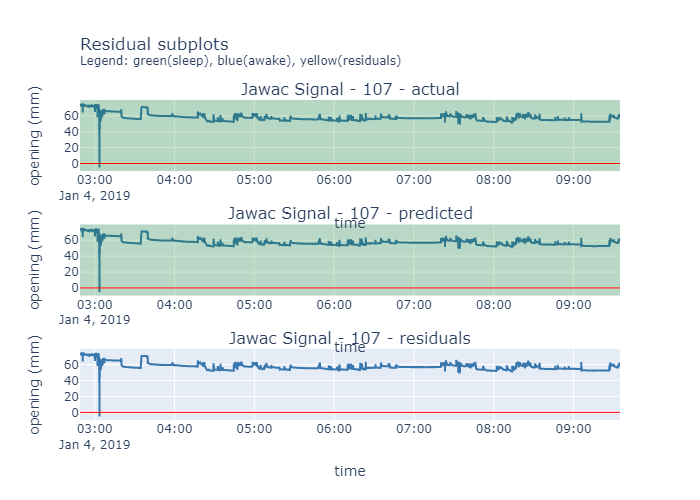 Residual subplots
Legend: green(sleep), blue(awake), yellow(residuals)
Jawac Signal - 107 - actual
opening (mm)
60
40
20
0
03:00 04:00 05:00 06:00 07:00 08:00 09:00
Jan 4, 2019
time
Jawac Signal - 107 - predicted
opening (mm)
60
40
20
0
03:00 04:00 05:00 06:00 07:00 08:00 09:00
Jan 4, 2019
time
Jawac Signal - 107 - residuals
opening (mm)
60
40
20
0
03:00 04:00 05:00 06:00 07:00 08:00 09:00
Jan 4, 2019
time